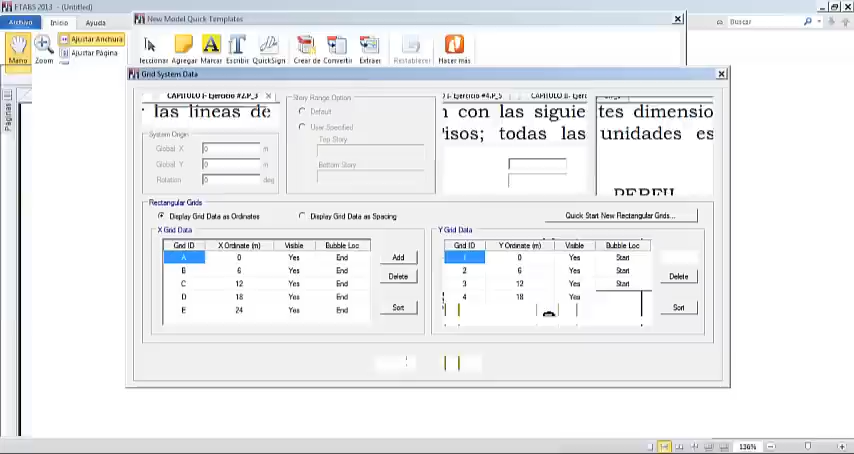 ETABS 2013 - (Untitled)
New Model Quick Templates
Archivo Inicio Ayuda
Buscar
Mano Zoom Ajustar Anchura
Ajustar Página
leccionar Agregar Marcar Escribir QuickSign Crear de Convertir Extraer Restablecer Hacer más
Grid System Data
Páginas
CAPITULO I- Ejercicio #2.P_3
las líneas de
Story Range Option
Default
User Specified
Top Story
Bottom Story
CAPITULO I- Ejercicio #4.P_5
con las siguie tes dimensio
isos; todas las unidades es
PERFIL
System Origin
Global X 0 m
Global Y 0 m
Rotation 0 deg
Rectangular Grids
Display Grid Data as Ordinates Display Grid Data as Spacing Quick Start New Rectangular Grids...
X Grid Data
Grid ID X Ordinate (m) Visible Bubble Loc
A 0 Yes End
B 6 Yes End
C 12 Yes End
D 18 Yes End
E 24 Yes End
Add
Delete
Sort
Y Grid Data
Grid ID Y Ordinate (m) Visible Bubble Loc
1 0 Yes Start
2 6 Yes Start
3 12 Yes Start
4 18 Yes
Delete
Sort
136%